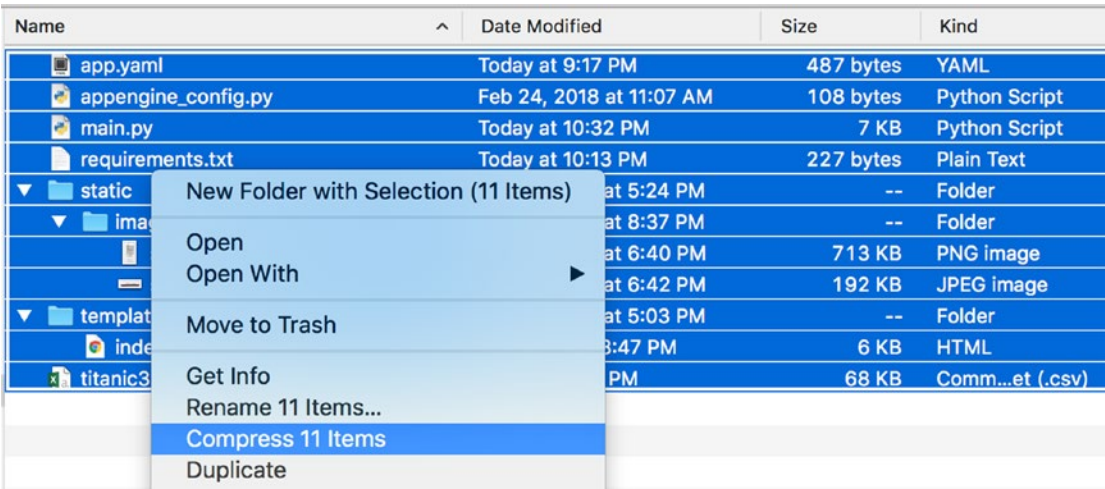 Name Date Modified Size Kind
app.yaml Today at 9:17 PM 487 bytes YAML
appengine_config.py Feb 24, 2018 at 11:07 AM 108 bytes Python Script
main.py Today at 10:32 PM 7 KB Python Script
requirements.txt Today at 10:13 PM 227 bytes Plain Text
static at 5:24 PM -- Folder
imag at 8:37 PM -- Folder
at 6:40 PM 713 KB PNG image
at 6:42 PM 192 KB JPEG image
templat at 5:03 PM -- Folder
inde 8:47 PM 6 KB HTML
titanic3 PM 68 KB Comm...et (.csv)
New Folder with Selection (11 Items)
Open
Open With
Move to Trash
Get Info
Rename 11 Items...
Compress 11 Items
Duplicate